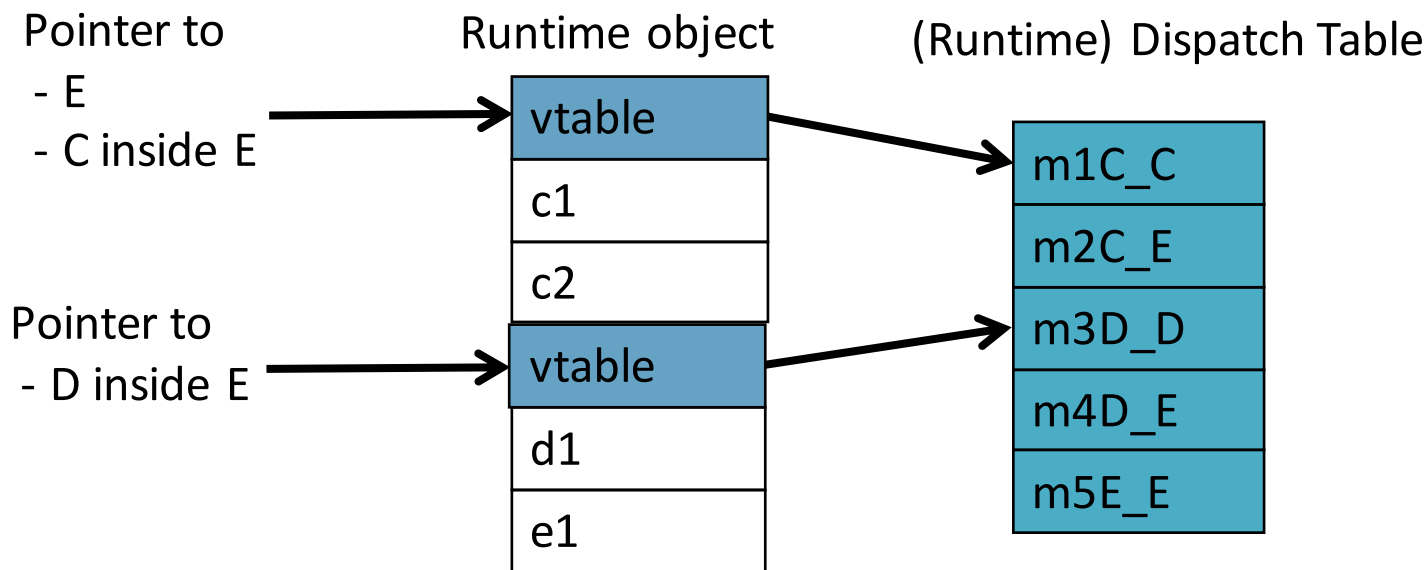 Pointer to
- E
- C inside E
Pointer to
- D inside E
Runtime object
vtable
c1
c2
vtable
d1
e1
(Runtime) Dispatch Table
m1C_C
m2C_E
m3D_D
m4D_E
m5E_E